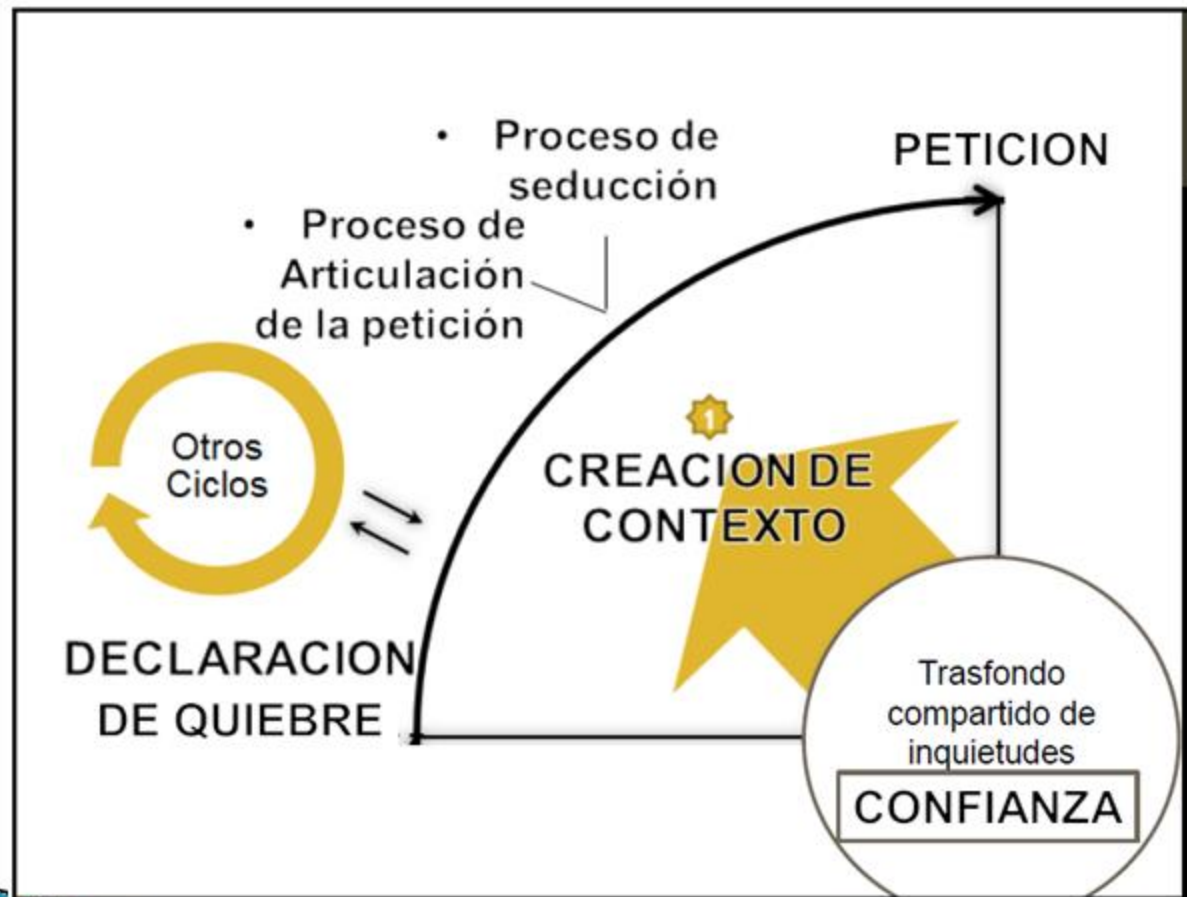 • Proceso de
seducción
PETICION
• Proceso de
Articulación
de la petición
Otros
Ciclos
1
CREACION DE
CONTEXTO
DECLARACION
DE QUIEBRE
Trasfondo
compartido de
inquietudes
CONFIANZA